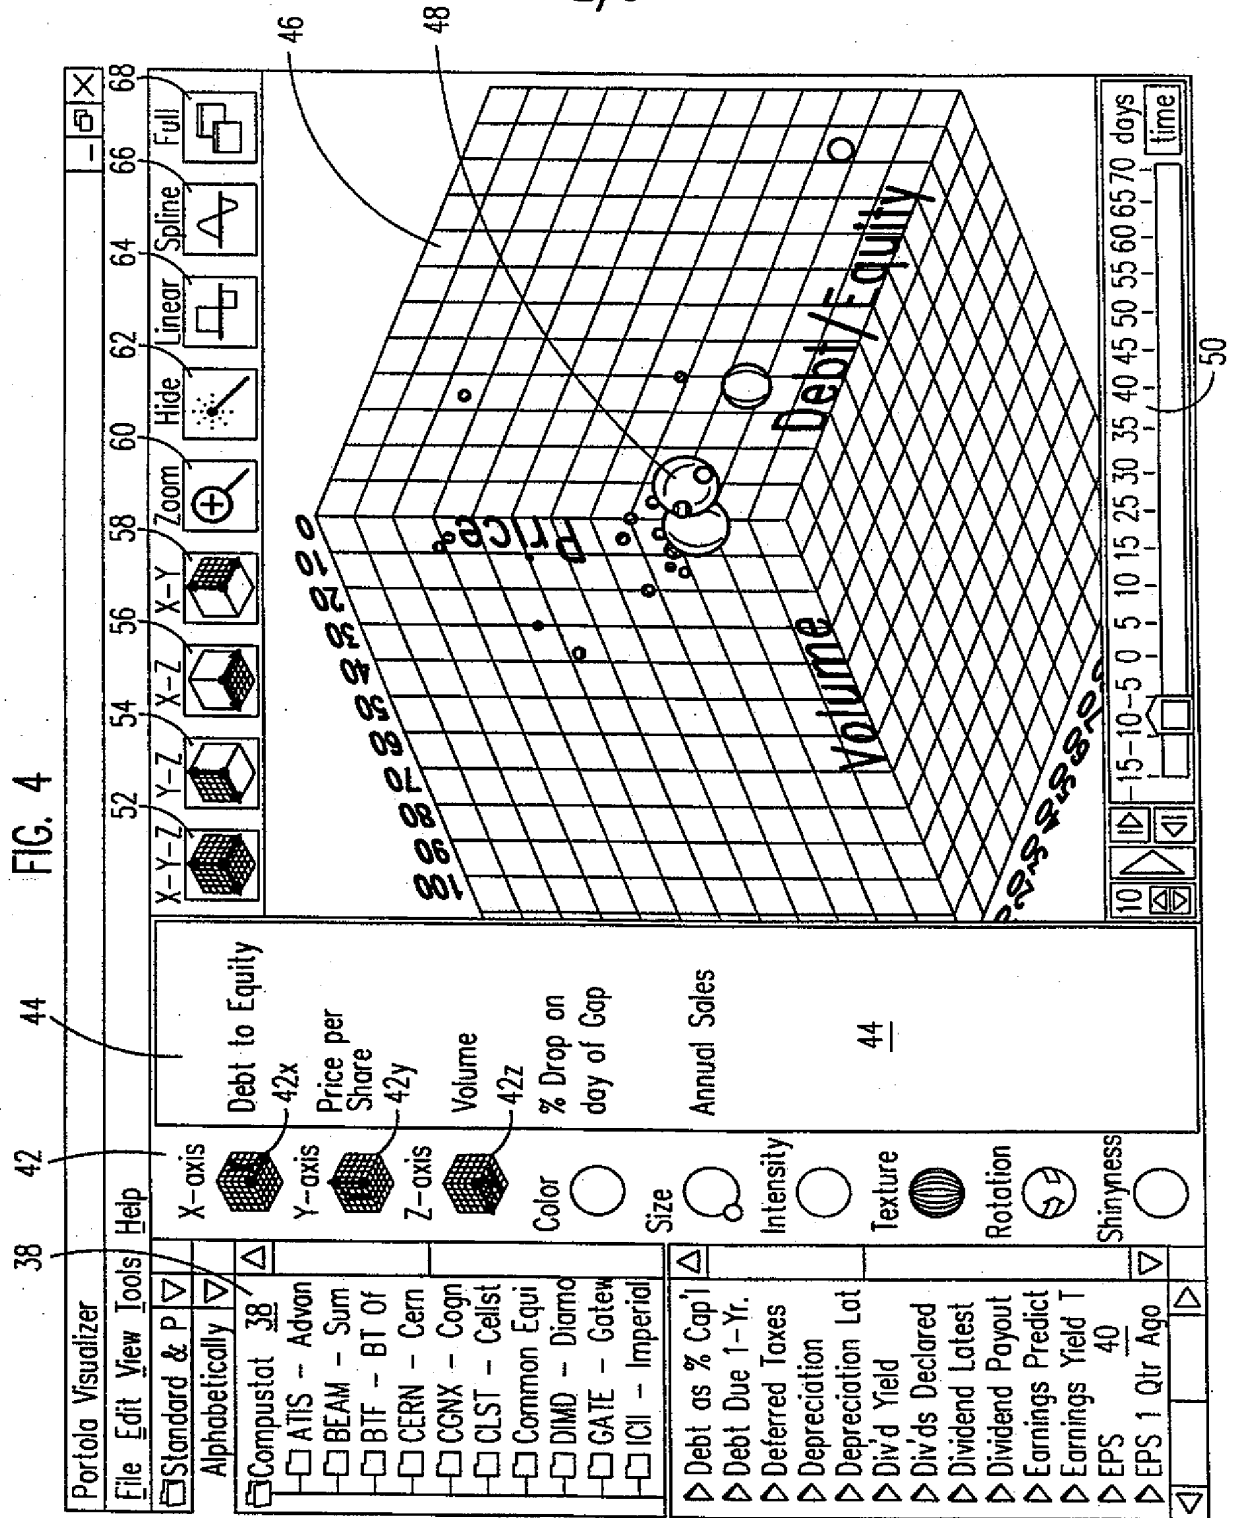 FIG. 4
Portola Visualizer
File Edit View Tools Help
38
42
44
Standard & P
Alphabetically
Compustat 38
ATIS – Advan
BEAM – Sum
BTF – BT Of
CERN – Cern
CGNX – Cogn
CLST – Cellst
Common Equi
DIMD – Diamo
GATE – Gatew
ICII – Imperial
Debt as % Cap'l
Debt Due 1–Yr.
Deferred Taxes
Depreciation
Depreciation Lat
Div'd Yield
Div'ds Declared
Dividend Latest
Dividend Payout
Earnings Predict
Earnings Yield T
EPS 40
EPS 1 Qtr Ago
X–axis
42x
Y–axis
42y
Z–axis
42z
Color
Size
Intensity
Texture
Rotation
Shinyness
Debt to Equity
Price per
Share
Volume
% Drop on
day of Gap
Annual Sales
44
52 54 56 58 60 62 64 66 68
X–Y–Z Y–Z X–Z X–Y Zoom Hide Linear Spline Full
46
48
100 90 80 70 60 50 40 30 20 10 0
Price
Volume
Debt/Equity
20 30 40 50 60 70
10
–15 –10 –5 0 5 10 15 25 30 35 40 45 50 55 60 65 70 days
time
50